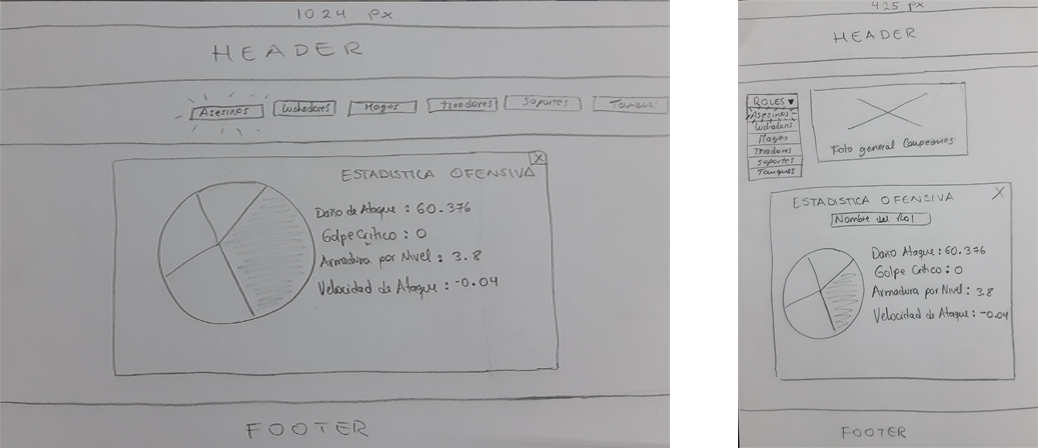 1024 PX
HEADER
Asesinos Luchadores Magos Tiradores Soportes Tanques
X
ESTADISTICA OFENSIVA
Daño de Ataque : 60.376
Golpe Critico : 0
Armadura por Nivel : 3.8
Velocidad de Ataque : -0.04
FOOTER
425 PX
HEADER
ROLES ▼
Asesinos
Luchadores
Magos
Tiradores
Soportes
Tanques
Foto general Campeones
X
ESTADISTICA OFENSIVA
Nombre del Rol
Daño Ataque : 60.376
Golpe Critico : 0
Armadura por Nivel : 3.8
Velocidad de Ataque : -0.04
FOOTER